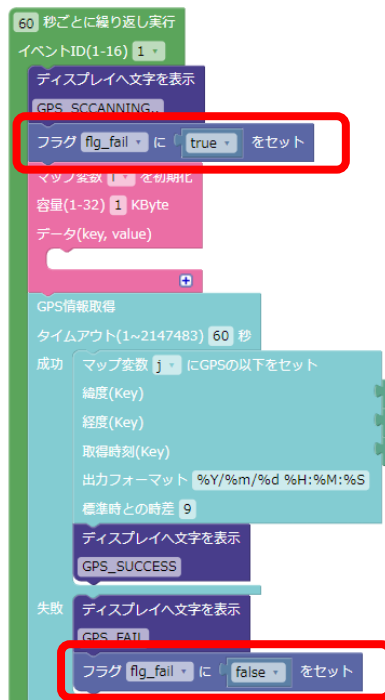 60 秒ごとに繰り返し実行
イベントID(1-16) 1
ディスプレイへ文字を表示
GPS_SCCANNING..
フラグ flg_fail に true をセット
マップ変数 を初期化
容量(1-32) 1 KByte
データ(key, value)
GPS情報取得
タイムアウト(1~2147483) 60 秒
成功 マップ変数 j にGPSの以下をセット
緯度(Key)
経度(Key)
取得時刻(Key)
出力フォーマット %Y/%m/%d %H:%M:%S
標準時との時差 9
ディスプレイへ文字を表示
GPS_SUCCESS
失敗 ディスプレイへ文字を表示
GPS_FAIL
フラグ flg_fail に false をセット